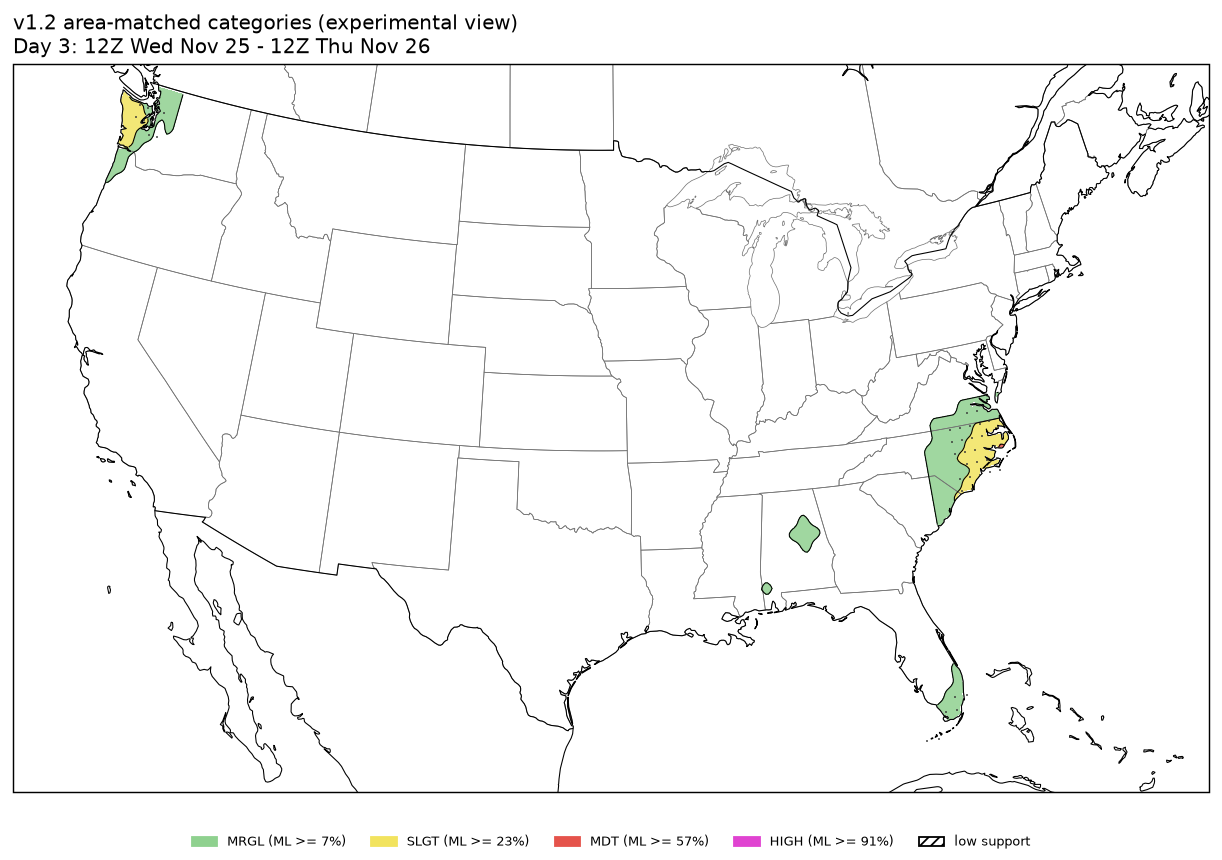 v1.2 area-matched categories (experimental view)
Day 3: 12Z Wed Nov 25 - 12Z Thu Nov 26
MRGL (ML >= 7%)
SLGT (ML >= 23%)
MDT (ML >= 57%)
HIGH (ML >= 91%)
low support